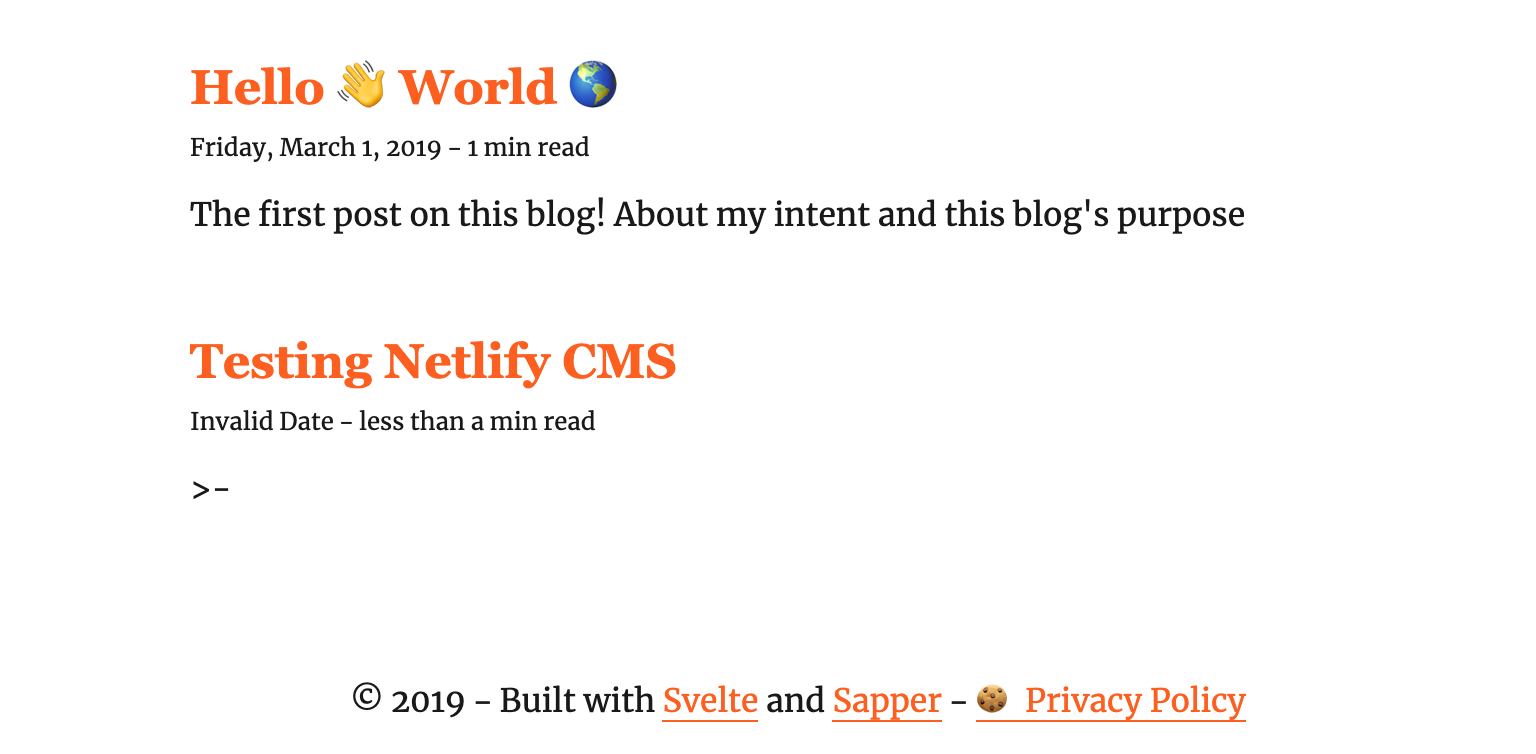 Hello 👋 World 🌎
Friday, March 1, 2019 - 1 min read
The first post on this blog! About my intent and this blog's purpose
Testing Netlify CMS
Invalid Date - less than a min read
>-
© 2019 - Built with Svelte and Sapper - 🍪 Privacy Policy